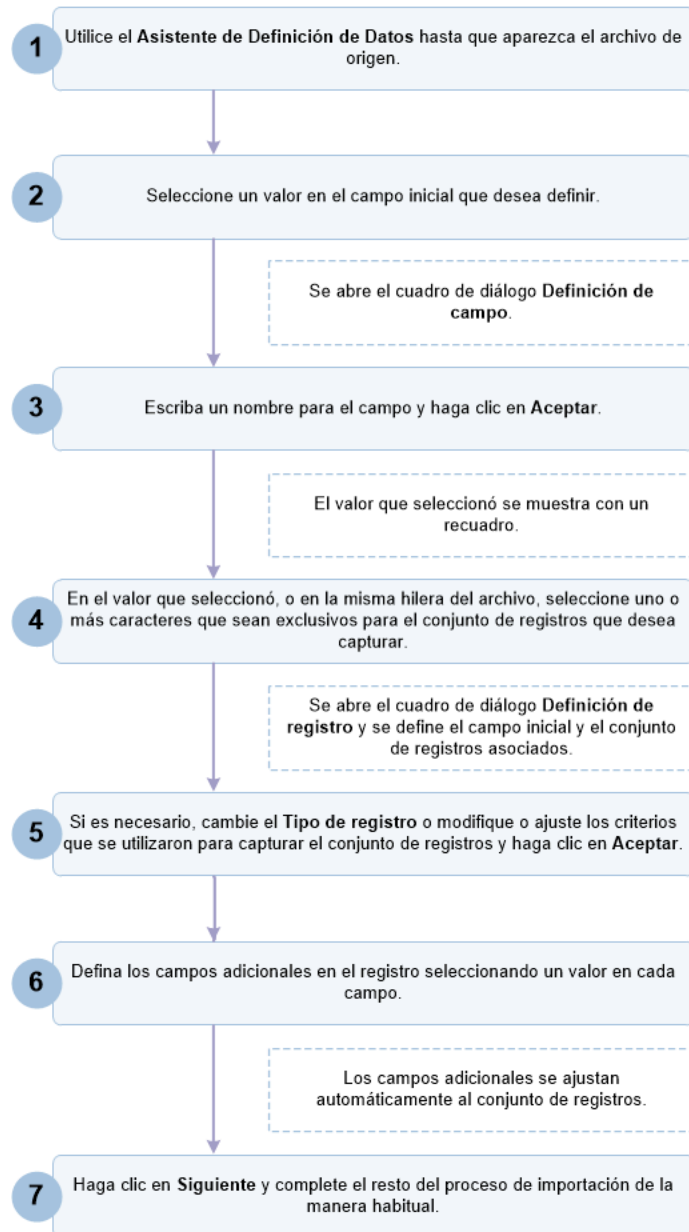 1
Utilice el Asistente de Definición de Datos hasta que aparezca el archivo de
origen.
2
Seleccione un valor en el campo inicial que desea definir.
Se abre el cuadro de diálogo Definición de
campo.
3
Escriba un nombre para el campo y haga clic en Aceptar.
El valor que seleccionó se muestra con un
recuadro.
4
En el valor que seleccionó, o en la misma hilera del archivo, seleccione uno o
más caracteres que sean exclusivos para el conjunto de registros que desea
capturar.
Se abre el cuadro de diálogo Definición de
registro y se define el campo inicial y el conjunto
de registros asociados.
5
Si es necesario, cambie el Tipo de registro o modifique o ajuste los criterios
que se utilizaron para capturar el conjunto de registros y haga clic en Aceptar.
6
Defina los campos adicionales en el registro seleccionando un valor en cada
campo.
Los campos adicionales se ajustan
automáticamente al conjunto de registros.
7
Haga clic en Siguiente y complete el resto del proceso de importación de la
manera habitual.